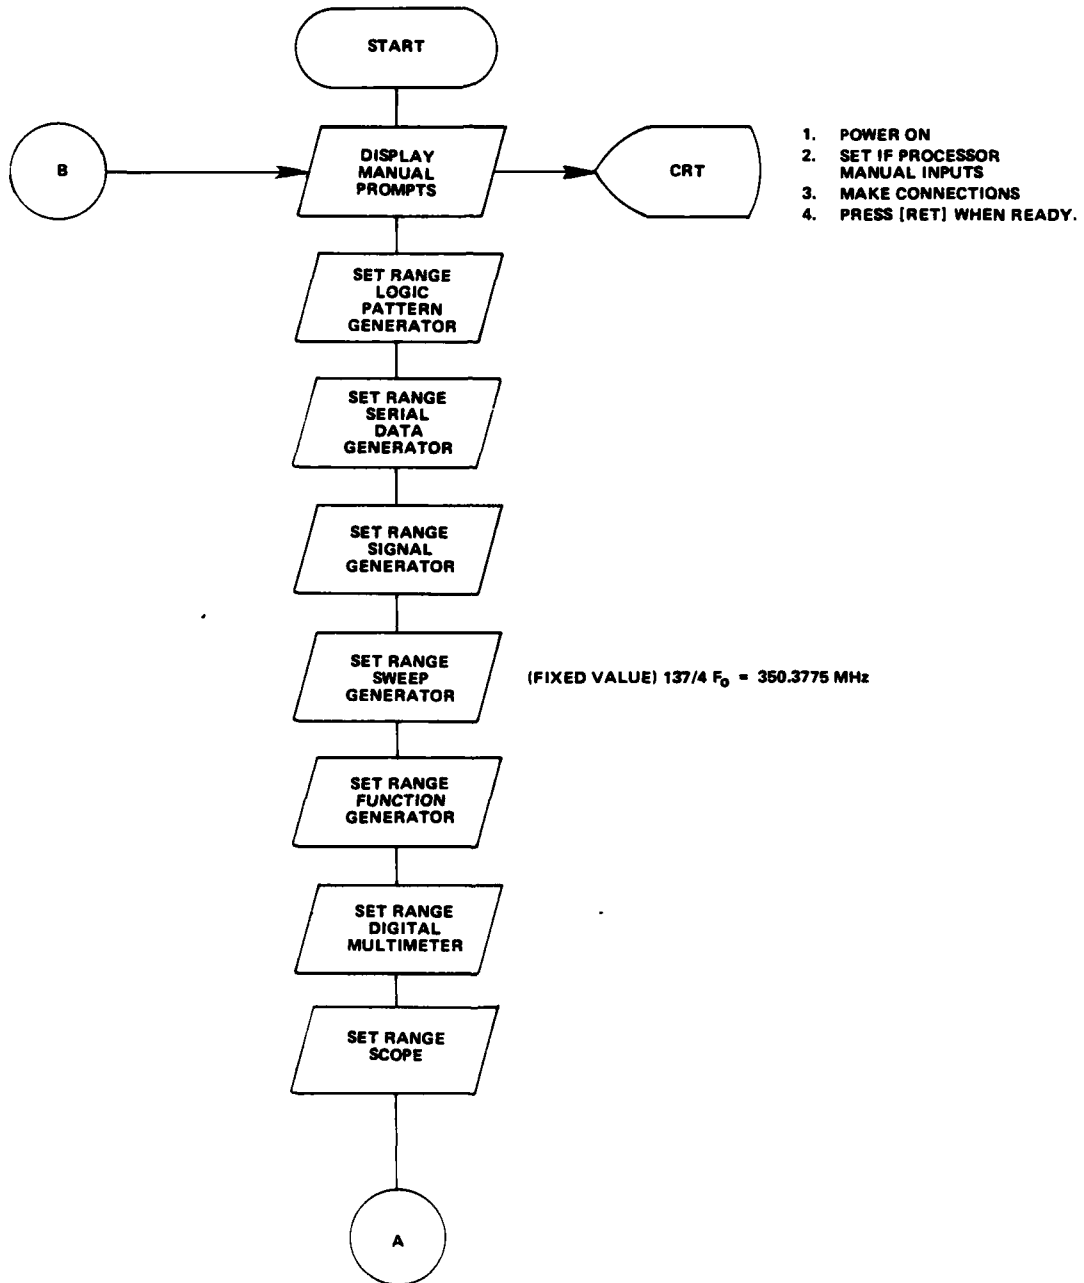 START
B
DISPLAY
MANUAL
PROMPTS
CRT
1. POWER ON
2. SET IF PROCESSOR
MANUAL INPUTS
3. MAKE CONNECTIONS
4. PRESS [RET] WHEN READY.
SET RANGE
LOGIC
PATTERN
GENERATOR
SET RANGE
SERIAL
DATA
GENERATOR
SET RANGE
SIGNAL
GENERATOR
SET RANGE
SWEEP
GENERATOR
(FIXED VALUE) 137/4 F₀ = 350.3775 MHz
SET RANGE
FUNCTION
GENERATOR
SET RANGE
DIGITAL
MULTIMETER
SET RANGE
SCOPE
A